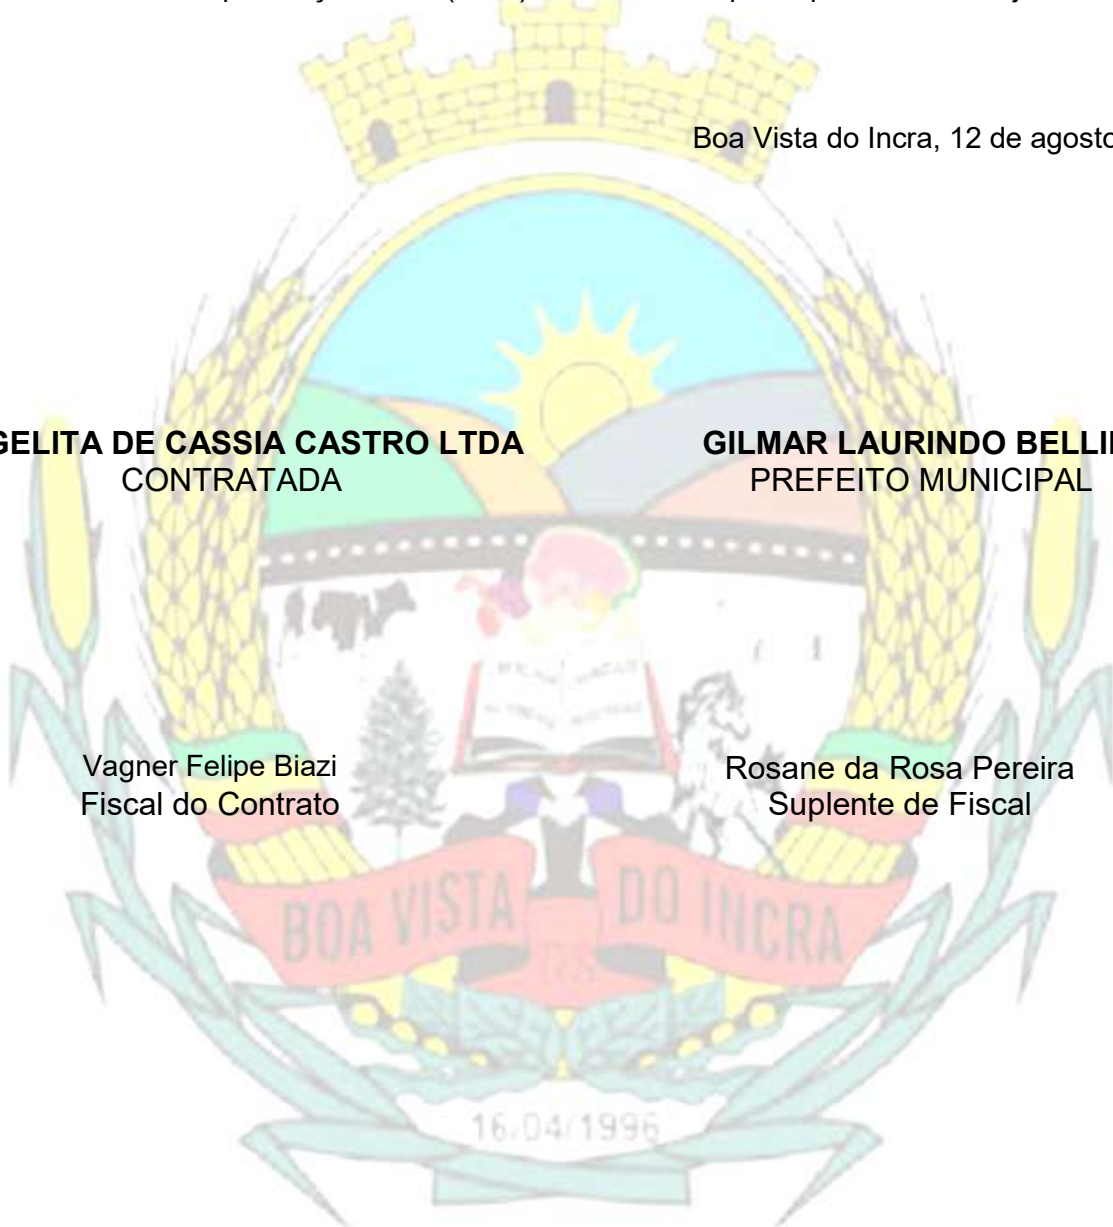 Boa Vista do Incra, 12 de agosto
GELITA DE CASSIA CASTRO LTDA
CONTRATADA
GILMAR LAURINDO BELLI
PREFEITO MUNICIPAL
Vagner Felipe Biazi
Fiscal do Contrato
Rosane da Rosa Pereira
Suplente de Fiscal
BOA VISTA DO INCRA
RS
16/04/1996